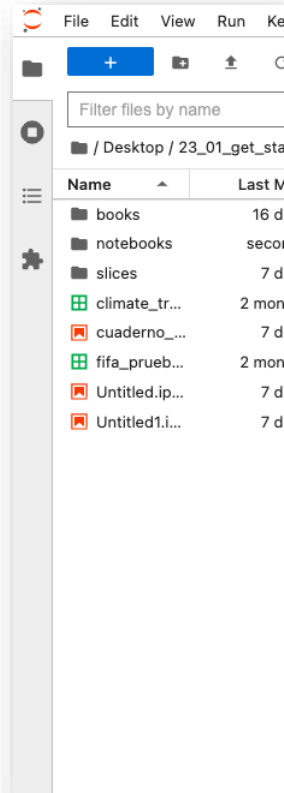 File Edit View Run Ke
+
Filter files by name
/ Desktop / 23_01_get_sta
Name Last M
books 16 d
notebooks secon
slices 7 d
climate_tr... 2 mon
cuaderno_... 7 d
fifa_prueb... 2 mon
Untitled.ip... 7 d
Untitled1.i... 7 d